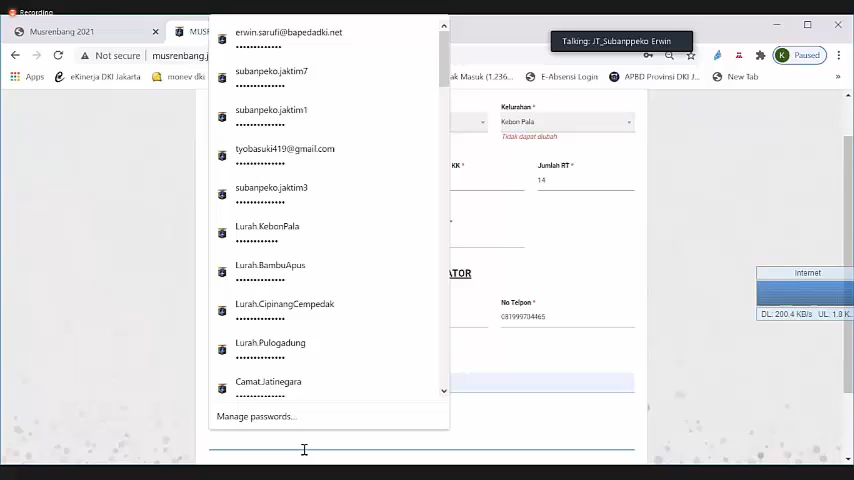 Recording
Musrenbang 2021
MUSR
Talking: JT_Subanppeko Erwin
Not secure
musrenbang.j
Paused
Apps
eKinerja DKI Jakarta
monev dki
k Masuk (1.236...
E-Absensi Login
APBD Provinsi DKI J...
New Tab
erwin.sarufi@bapedadki.net
•••••••••••••
subanpeko.jaktim7
•••••••••••••
subanpeko.jaktim1
•••••••••••••
tyobasuki419@gmail.com
•••••••••••••
subanpeko.jaktim3
•••••••••••••
Lurah.KebonPala
••••••••••••
Lurah.BambuApus
•••••••••••••
Lurah.CipinangCempedak
•••••••••••••
Lurah.Pulogadung
•••••••••••••
Camat.Jatinegara
•••••••••••••
Manage passwords...
Kelurahan *
Kebon Pala
Tidak dapat diubah
KK *
Jumlah RT *
14
ATOR
No Telpon *
081999704465
Internet
DL: 200.4 KB/s
UL: 1.8 K...